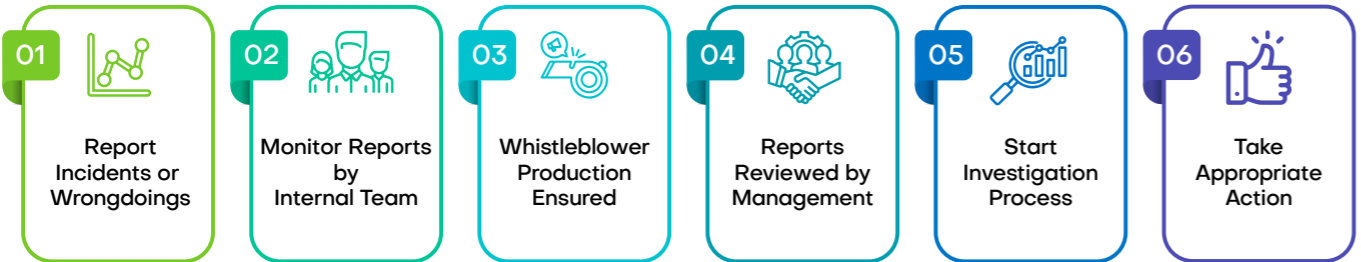 01
Report
Incidents or
Wrongdoings
02
Monitor Reports
by
Internal Team
03
Whistleblower
Production
Ensured
04
Reports
Reviewed by
Management
05
Start
Investigation
Process
06
Take
Appropriate
Action